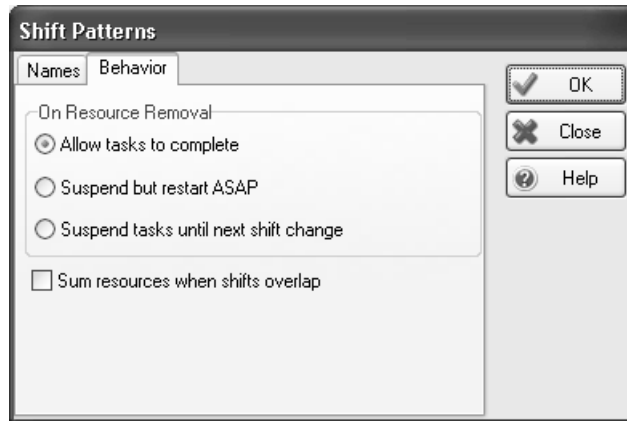 Shift Patterns
Names Behavior
On Resource Removal
Allow tasks to complete
Suspend but restart ASAP
Suspend tasks until next shift change
Sum resources when shifts overlap
OK
Close
Help